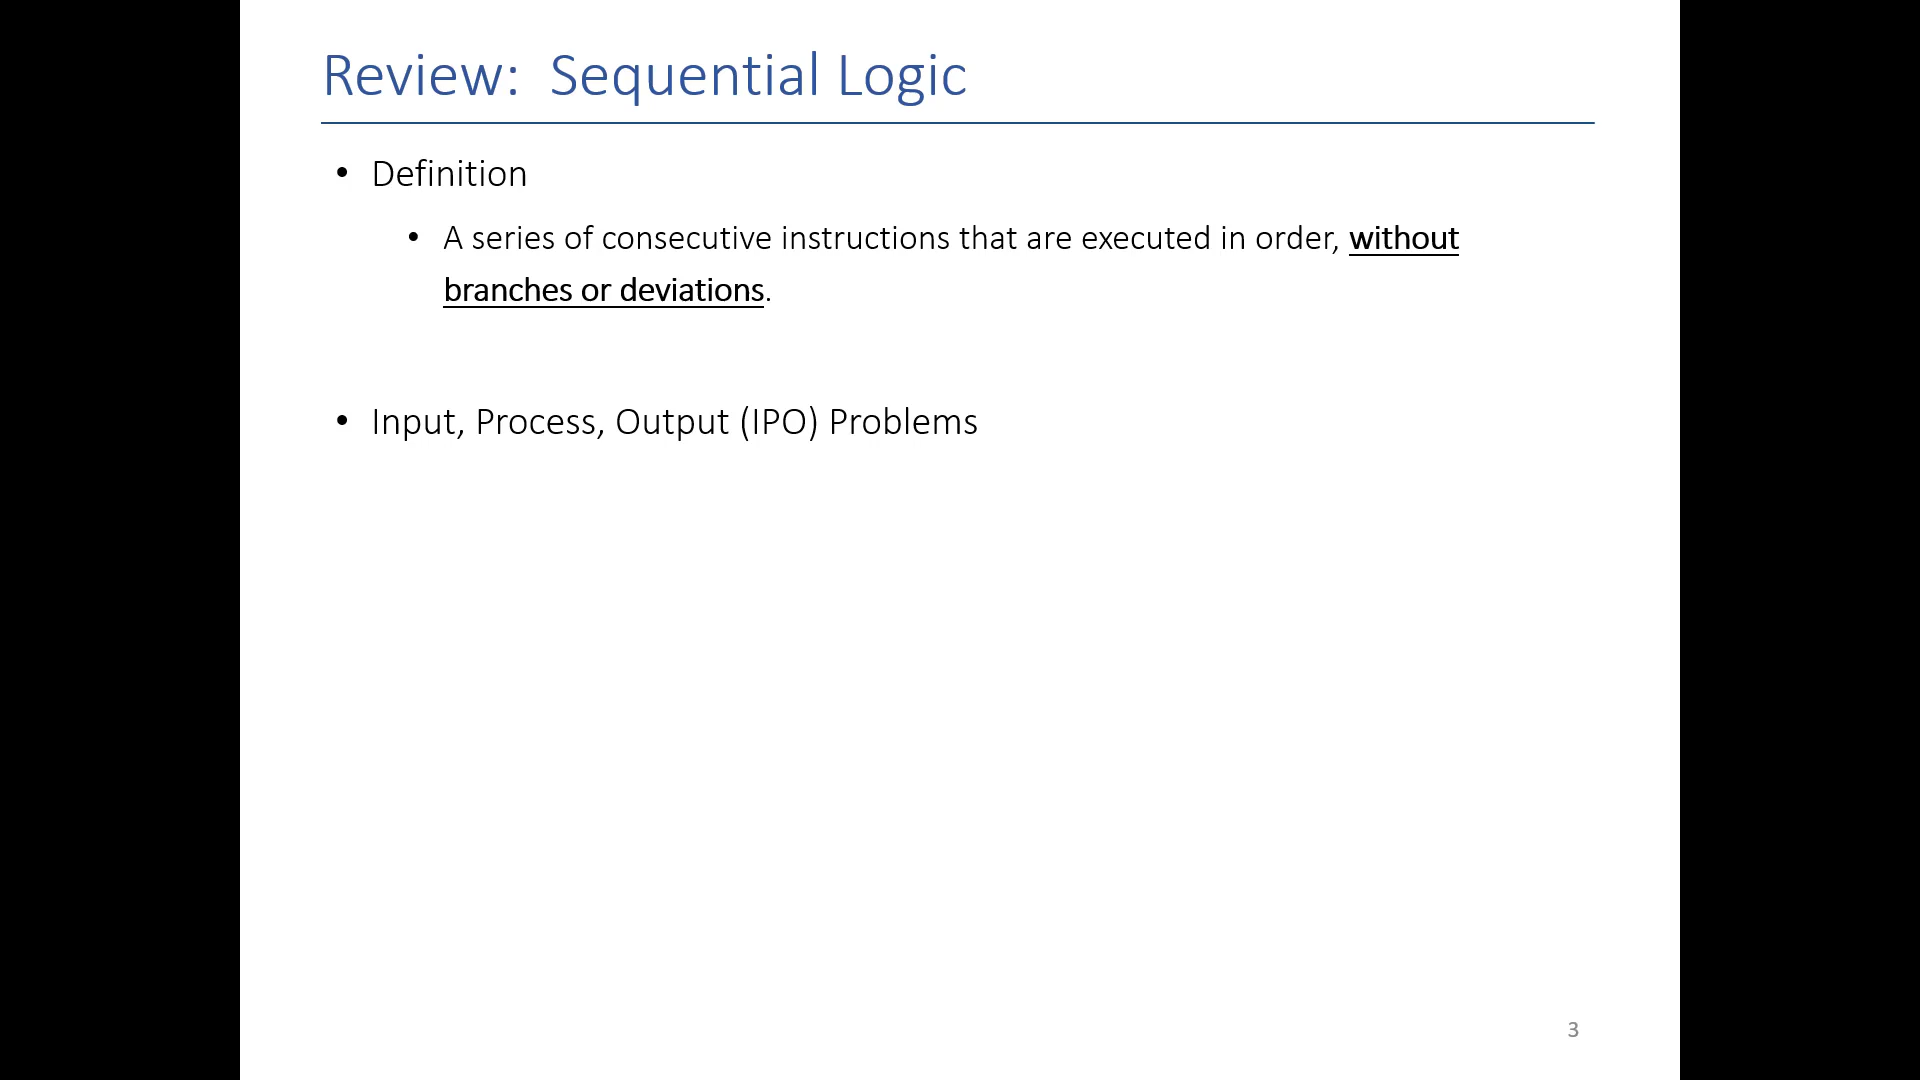 Review:  Sequential Logic
• Definition
• A series of consecutive instructions that are executed in order, without
branches or deviations.
• Input, Process, Output (IPO) Problems
3